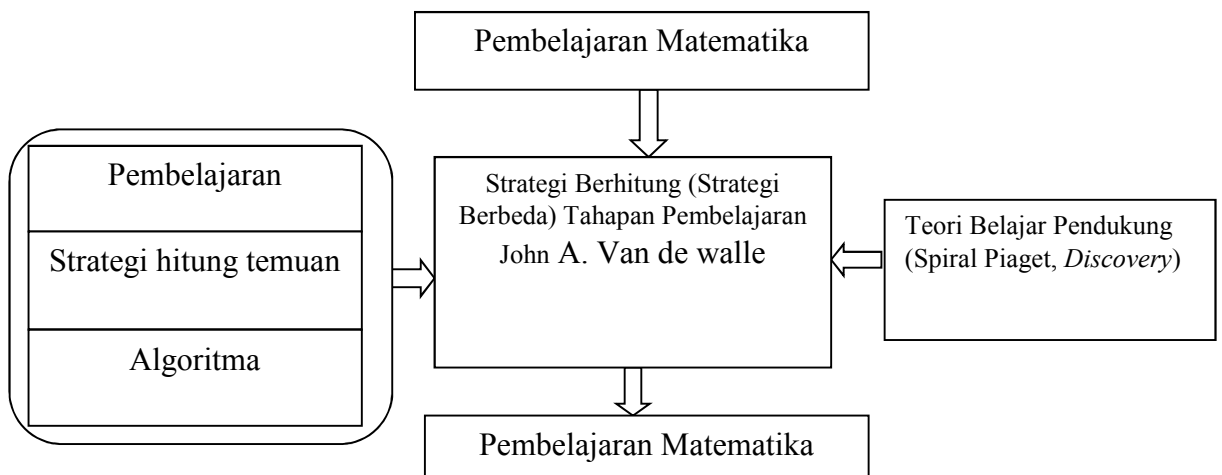 Pembelajaran Matematika
Pembelajaran
Strategi hitung temuan
Algoritma
Strategi Berhitung (Strategi
Berbeda) Tahapan Pembelajaran
John A. Van de walle
Teori Belajar Pendukung
(Spiral Piaget, Discovery)
Pembelajaran Matematika